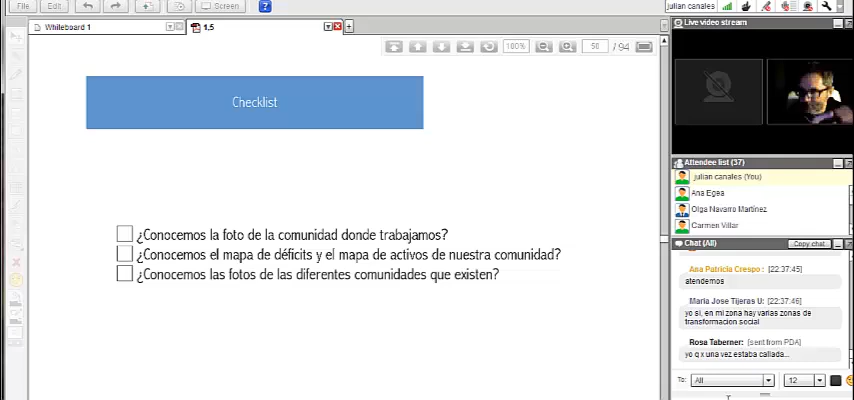 File
Edit
Screen
julian canales
Whiteboard 1
1,5
100%
50 / 94
Checklist
¿Conocemos la foto de la comunidad donde trabajamos?
¿Conocemos el mapa de déficits y el mapa de activos de nuestra comunidad?
¿Conocemos las fotos de las diferentes comunidades que existen?
Live video stream
Attendee list (37)
julian canales (You)
Ana Egea
Olga Navarro Martínez
Carmen Villar
Chat (All)
Copy chat
Ana Patricia Crespo : [22:37:45]
atendemos
Maria Jose Tijeras U: [22:37:46]
yo si, en mi zona hay varias zonas de
transformacion social
Rosa Taberner: [sent from PDA]
yo q x una vez estaba callada...
To: All
12